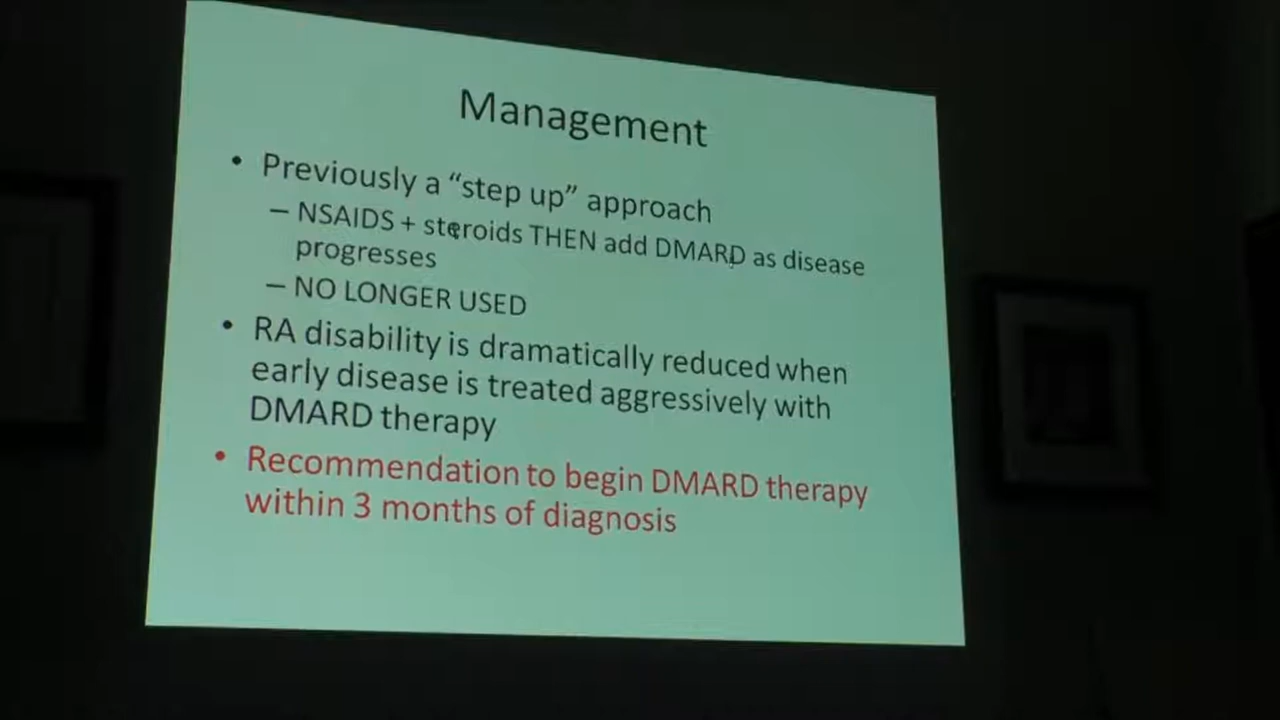 Management
• Previously a “step up” approach
– NSAIDS + steroids THEN add DMARD as disease
progresses
– NO LONGER USED
• RA disability is dramatically reduced when
early disease is treated aggressively with
DMARD therapy
• Recommendation to begin DMARD therapy
within 3 months of diagnosis